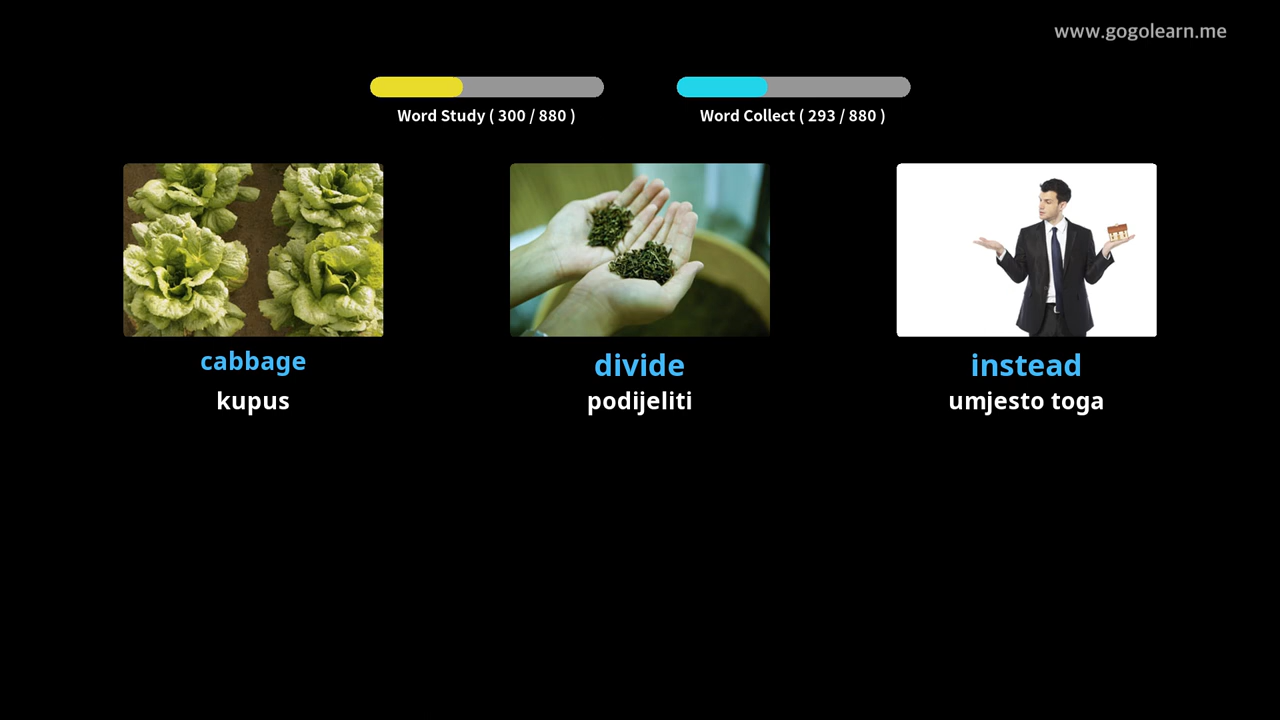 www.gogolearn.me
Word Study ( 300 / 880 )
Word Collect ( 293 / 880 )
cabbage
kupus
divide
podijeliti
instead
umjesto toga